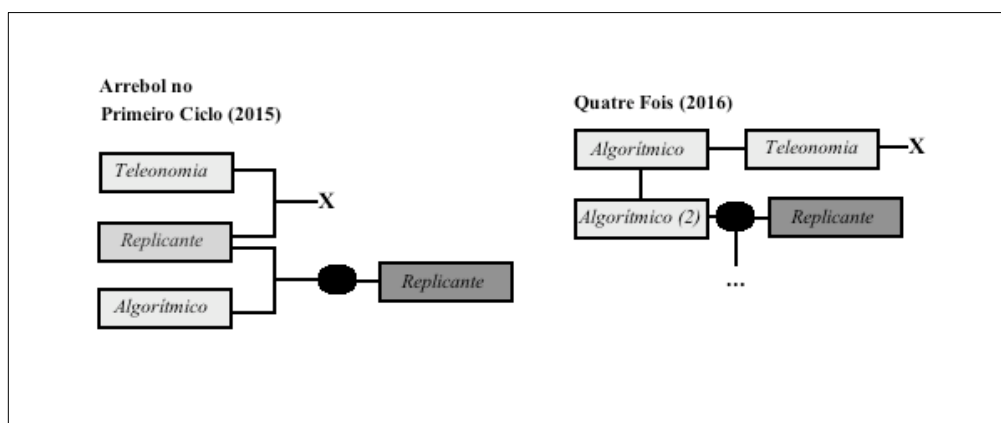 Arrebol no
Primeiro Ciclo (2015)
Teleonomia
X
Replicante
Replicante
Algorítmico
Quatre Fois (2016)
Algorítmico
Teleonomia
X
Algorítmico (2)
Replicante
...